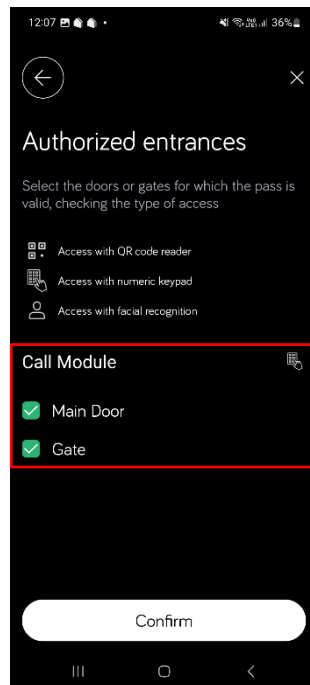 12:07
36%
Authorized entrances
Select the doors or gates for which the pass is
valid, checking the type of access
Access with QR code reader
Access with numeric keypad
Access with facial recognition
Call Module
Main Door
Gate
Confirm